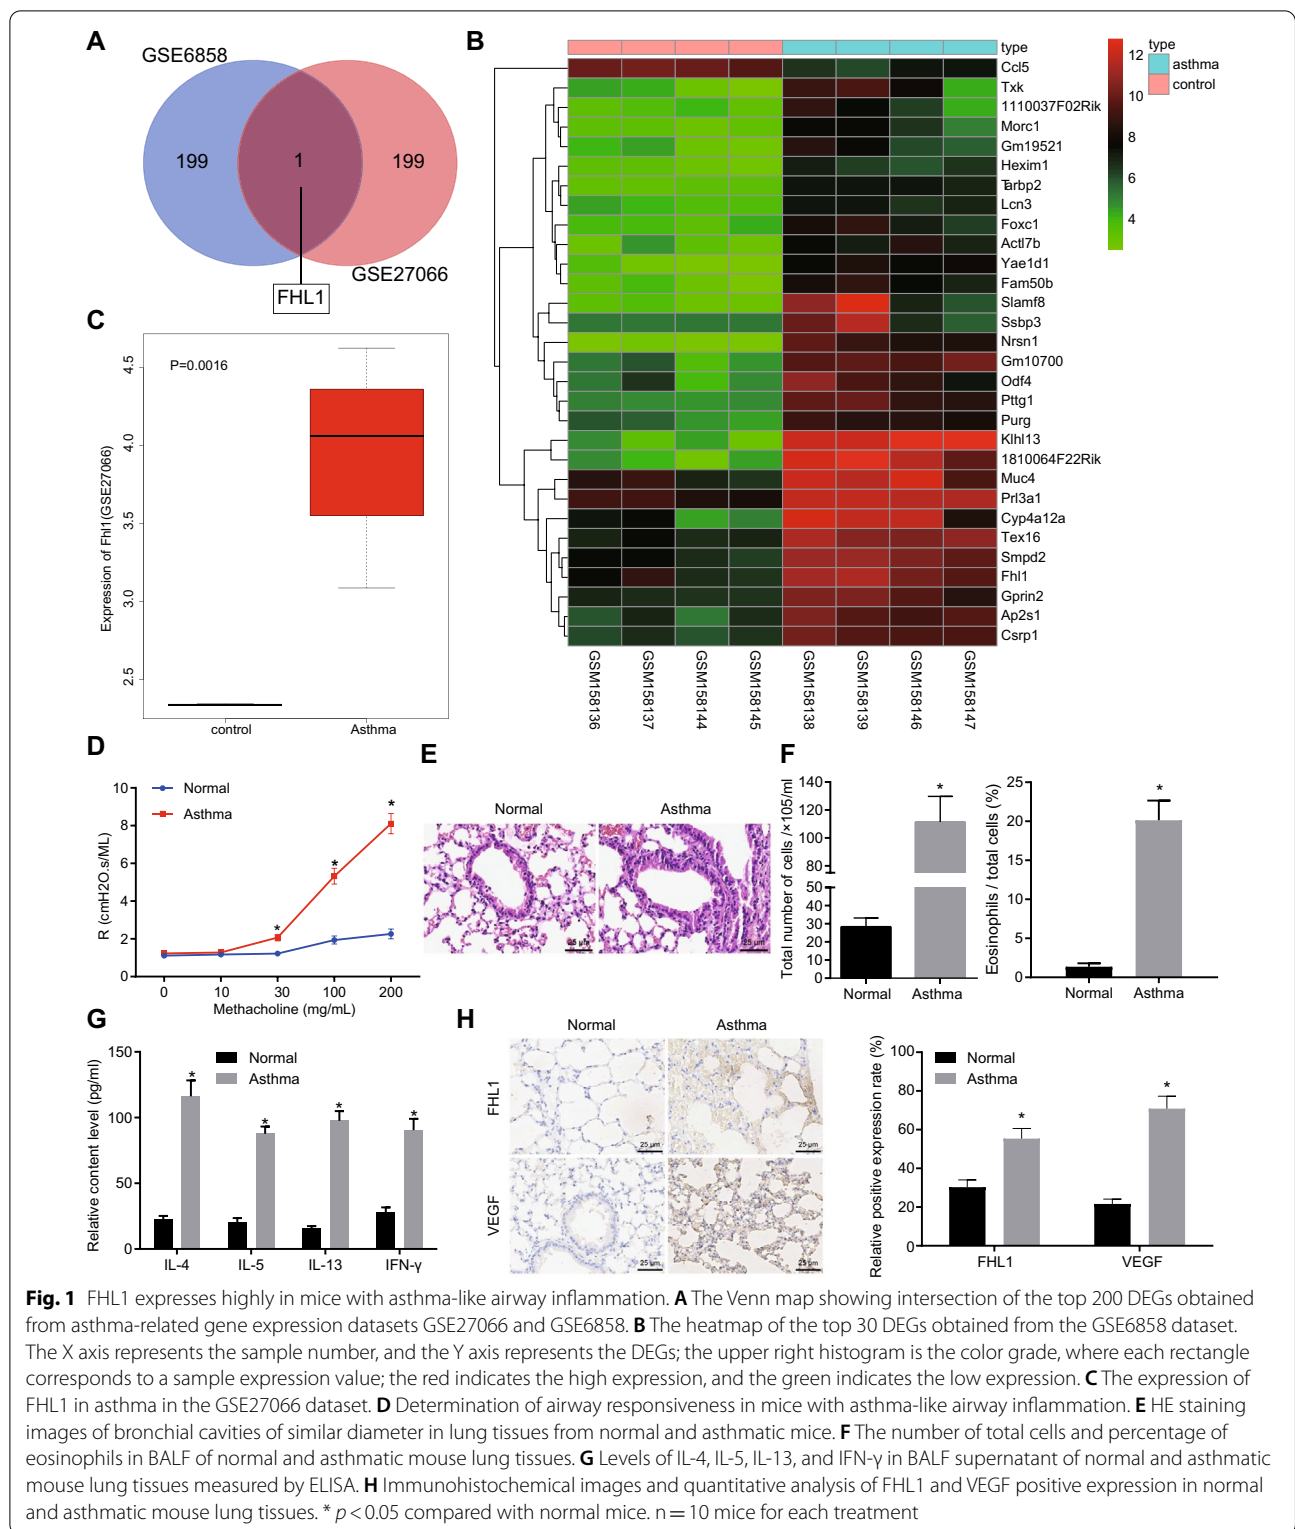 A
GSE6858
199
1
199
GSE27066
FHL1
B
type
Ccl5
Txk
1110037F02Rik
Morc1
Gm19521
Hexim1
Tarbp2
Lcn3
Foxc1
Actl7b
Yae1d1
Fam50b
Slamf8
Ssbp3
Nrsn1
Gm10700
Odf4
Pttg1
Purg
Klhl13
1810064F22Rik
Muc4
Prl3a1
Cyp4a12a
Tex16
Smpd2
Fhl1
Gprin2
Ap2s1
Csrp1
GSM158136
GSM158137
GSM158144
GSM158145
GSM158138
GSM158139
GSM158146
GSM158147
12
10
8
6
4
type
asthma
control
C
Expression of Fhl1(GSE27066)
4.5
4.0
3.5
3.0
2.5
P=0.0016
control
Asthma
D
Normal
Asthma
R (cmH2O.s/ML)
10
8
6
4
2
0
*
*
*
0
10
30
100
200
Methacholine (mg/mL)
E
Normal
Asthma
25 μm
25 μm
F
Total number of cells /×105/ml
140
120
100
80
50
40
30
20
10
0
*
Normal
Asthma
Eosinophils / total cells (%)
25
20
15
10
5
0
*
Normal
Asthma
G
Relative content level (pg/ml)
150
100
50
0
Normal
Asthma
*
*
*
*
IL-4
IL-5
IL-13
IFN-γ
H
Normal
Asthma
FHL1
25 μm
25 μm
VEGF
25 μm
25 μm
Relative positive expression rate (%)
100
80
60
40
20
0
Normal
Asthma
*
*
FHL1
VEGF
Fig. 1 FHL1 expresses highly in mice with asthma-like airway inflammation. A The Venn map showing intersection of the top 200 DEGs obtained
from asthma-related gene expression datasets GSE27066 and GSE6858. B The heatmap of the top 30 DEGs obtained from the GSE6858 dataset.
The X axis represents the sample number, and the Y axis represents the DEGs; the upper right histogram is the color grade, where each rectangle
corresponds to a sample expression value; the red indicates the high expression, and the green indicates the low expression. C The expression of
FHL1 in asthma in the GSE27066 dataset. D Determination of airway responsiveness in mice with asthma-like airway inflammation. E HE staining
images of bronchial cavities of similar diameter in lung tissues from normal and asthmatic mice. F The number of total cells and percentage of
eosinophils in BALF of normal and asthmatic mouse lung tissues. G Levels of IL-4, IL-5, IL-13, and IFN-γ in BALF supernatant of normal and asthmatic
mouse lung tissues measured by ELISA. H Immunohistochemical images and quantitative analysis of FHL1 and VEGF positive expression in normal
and asthmatic mouse lung tissues. * p < 0.05 compared with normal mice. n = 10 mice for each treatment